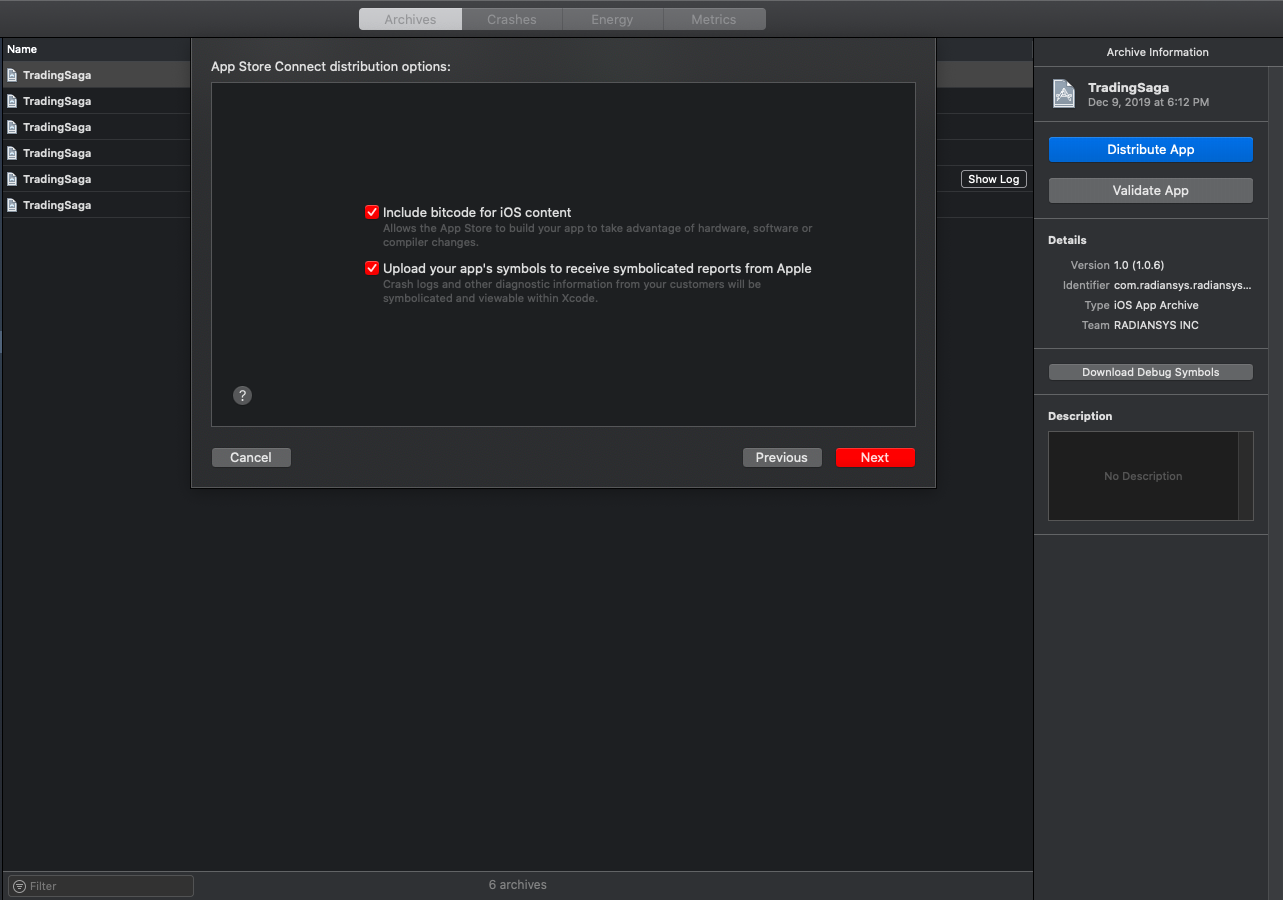 Archives
Crashes
Energy
Metrics
Name
TradingSaga
TradingSaga
TradingSaga
TradingSaga
TradingSaga
TradingSaga
App Store Connect distribution options:
Include bitcode for iOS content
Allows the App Store to build your app to take advantage of hardware, software or
compiler changes.
Upload your app's symbols to receive symbolicated reports from Apple
Crash logs and other diagnostic information from your customers will be
symbolicated and viewable within Xcode.
?
Cancel
Previous
Next
Show Log
Archive Information
TradingSaga
Dec 9, 2019 at 6:12 PM
Distribute App
Validate App
Details
Version 1.0 (1.0.6)
Identifier com.radiansys.radiansys...
Type iOS App Archive
Team RADIANSYS INC
Download Debug Symbols
Description
No Description
Filter
6 archives